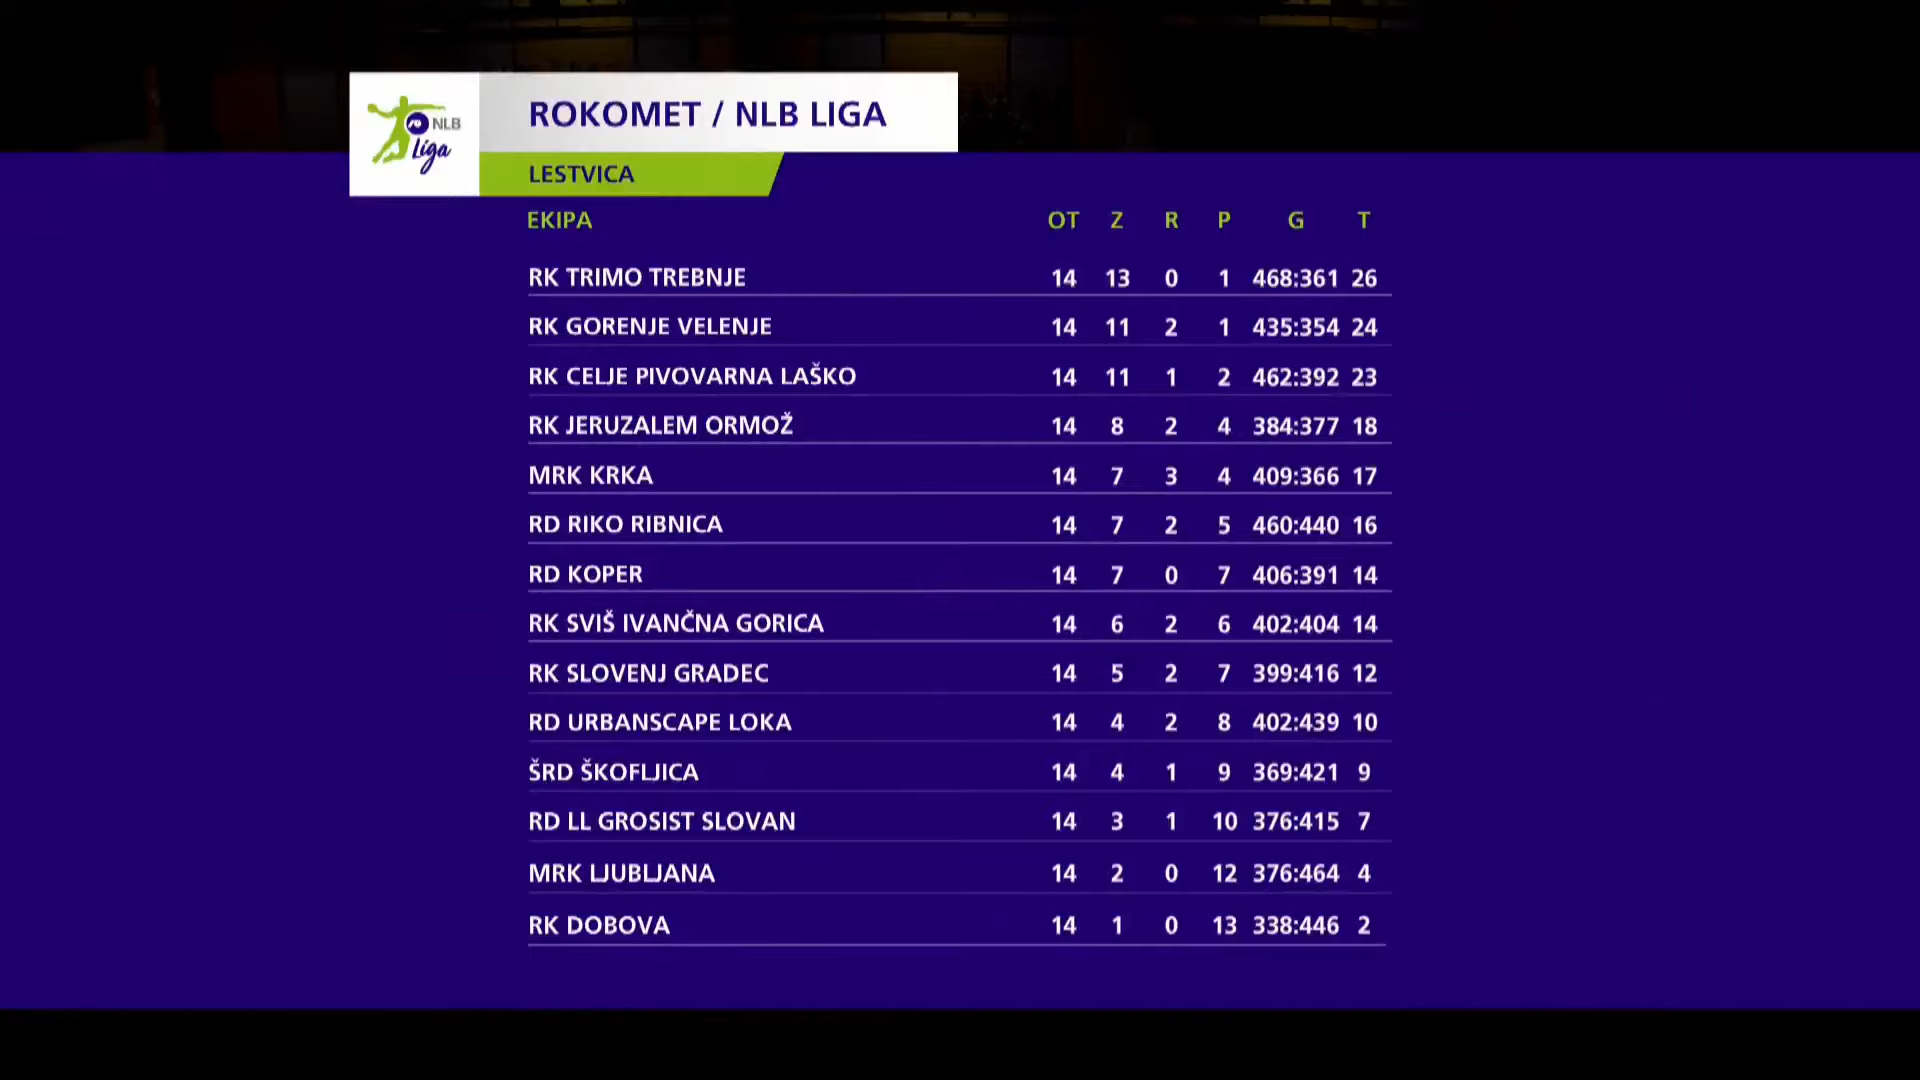 NLB
Liga
ROKOMET / NLB LIGA
LESTVICA
EKIPA OT Z R P G T
RK TRIMO TREBNJE 14 13 0 1 468:361 26
RK GORENJE VELENJE 14 11 2 1 435:354 24
RK CELJE PIVOVARNA LAŠKO 14 11 1 2 462:392 23
RK JERUZALEM ORMOŽ 14 8 2 4 384:377 18
MRK KRKA 14 7 3 4 409:366 17
RD RIKO RIBNICA 14 7 2 5 460:440 16
RD KOPER 14 7 0 7 406:391 14
RK SVIŠ IVANČNA GORICA 14 6 2 6 402:404 14
RK SLOVENJ GRADEC 14 5 2 7 399:416 12
RD URBANSCAPE LOKA 14 4 2 8 402:439 10
ŠRD ŠKOFLJICA 14 4 1 9 369:421 9
RD LL GROSIST SLOVAN 14 3 1 10 376:415 7
MRK LJUBLJANA 14 2 0 12 376:464 4
RK DOBOVA 14 1 0 13 338:446 2